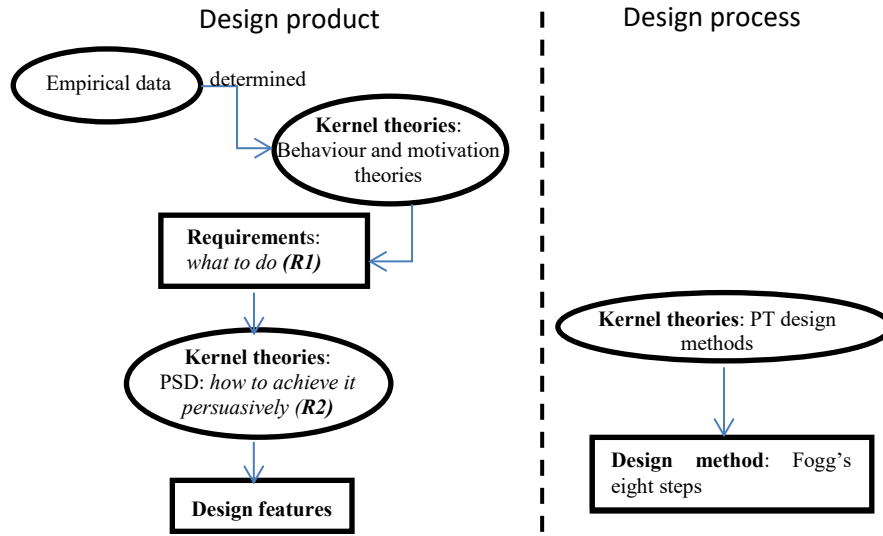 Design product
Empirical data
determined
Kernel theories:
Behaviour and motivation
theories
Requirements:
what to do (R1)
Kernel theories:
PSD: how to achieve it
persuasively (R2)
Design features
Design process
Kernel theories: PT design
methods
Design method: Fogg's
eight steps